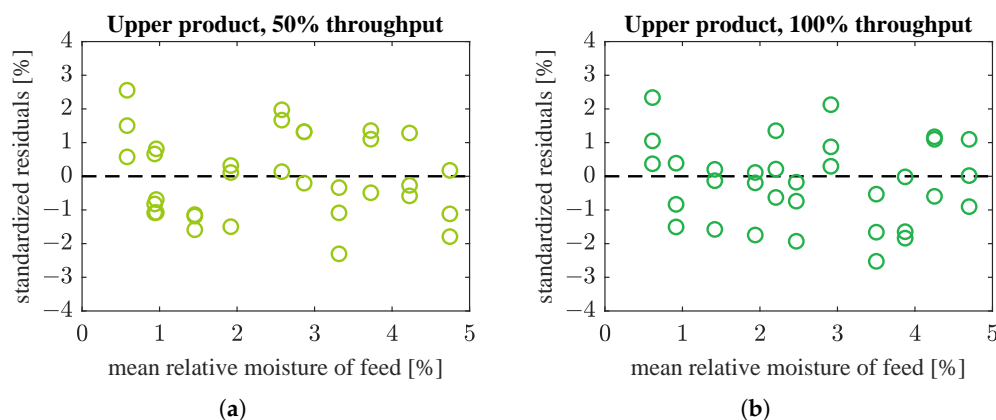 Upper product, 50% throughput
4
3
2
1
0
−1
−2
−3
−4
standardized residuals [%]
0 1 2 3 4 5
mean relative moisture of feed [%]
(a)
Upper product, 100% throughput
4
3
2
1
0
−1
−2
−3
−4
standardized residuals [%]
0 1 2 3 4 5
mean relative moisture of feed [%]
(b)